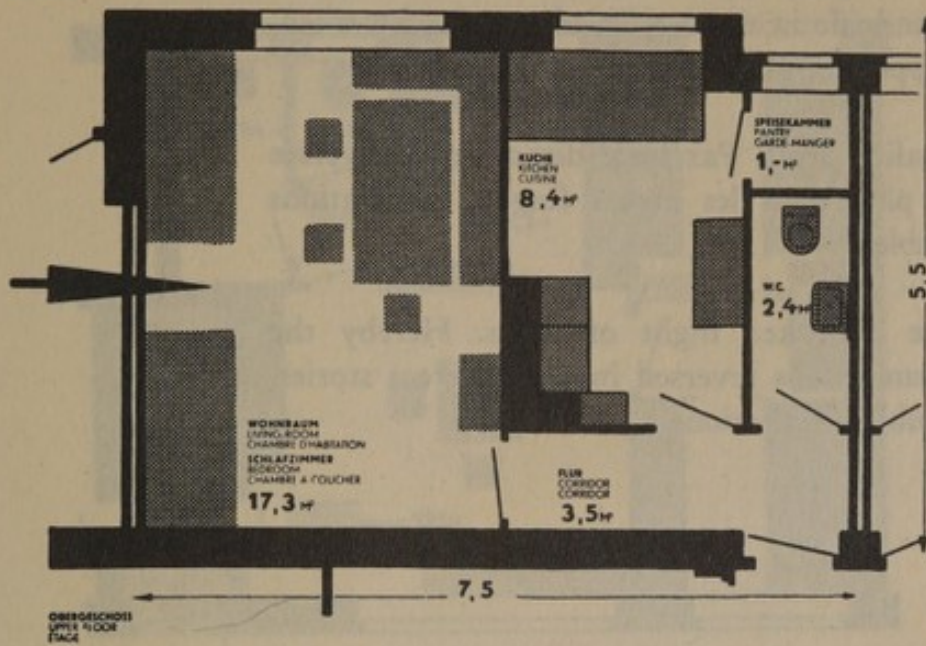 KÜCHE
KITCHEN
CUISINE
8,4 M²
SPEISEKAMMER
PANTRY
GARDE-MANGER
1,- M²
W.C.
2,4 M²
5,5
WOHNRAUM
LIVING-ROOM
CHAMBRE D'HABITATION
SCHLAFZIMMER
BEDROOM
CHAMBRE A COUCHER
17,3 M²
FLUR
CORRIDOR
CORRIDOR
3,5 M²
7,5
OBERGESCHOSS
UPPER FLOOR
ETAGE